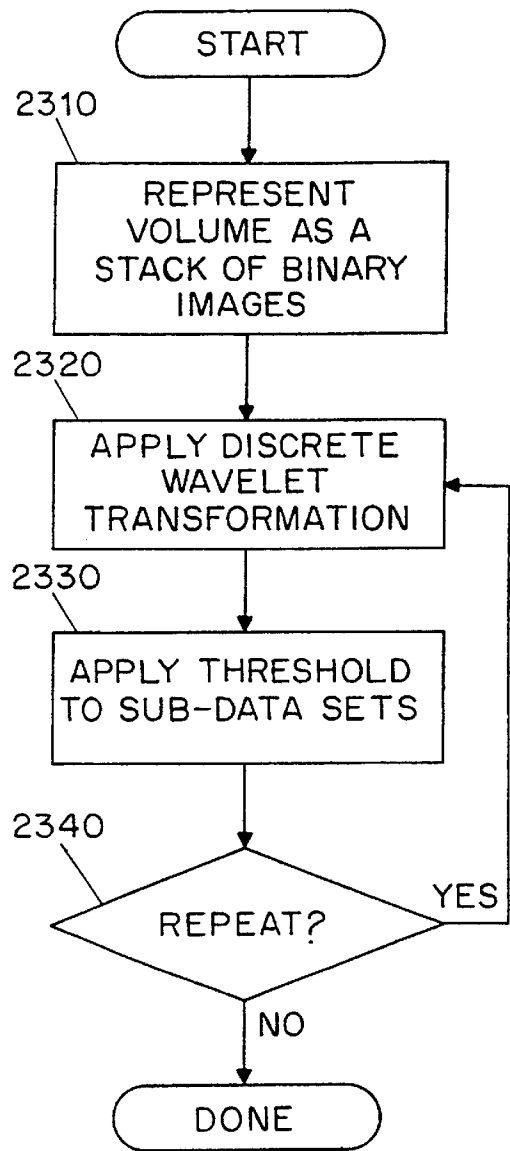 START
2310
REPRESENT
VOLUME AS A
STACK OF BINARY
IMAGES
2320
APPLY DISCRETE
WAVELET
TRANSFORMATION
2330
APPLY THRESHOLD
TO SUB-DATA SETS
2340
REPEAT?
YES
NO
DONE